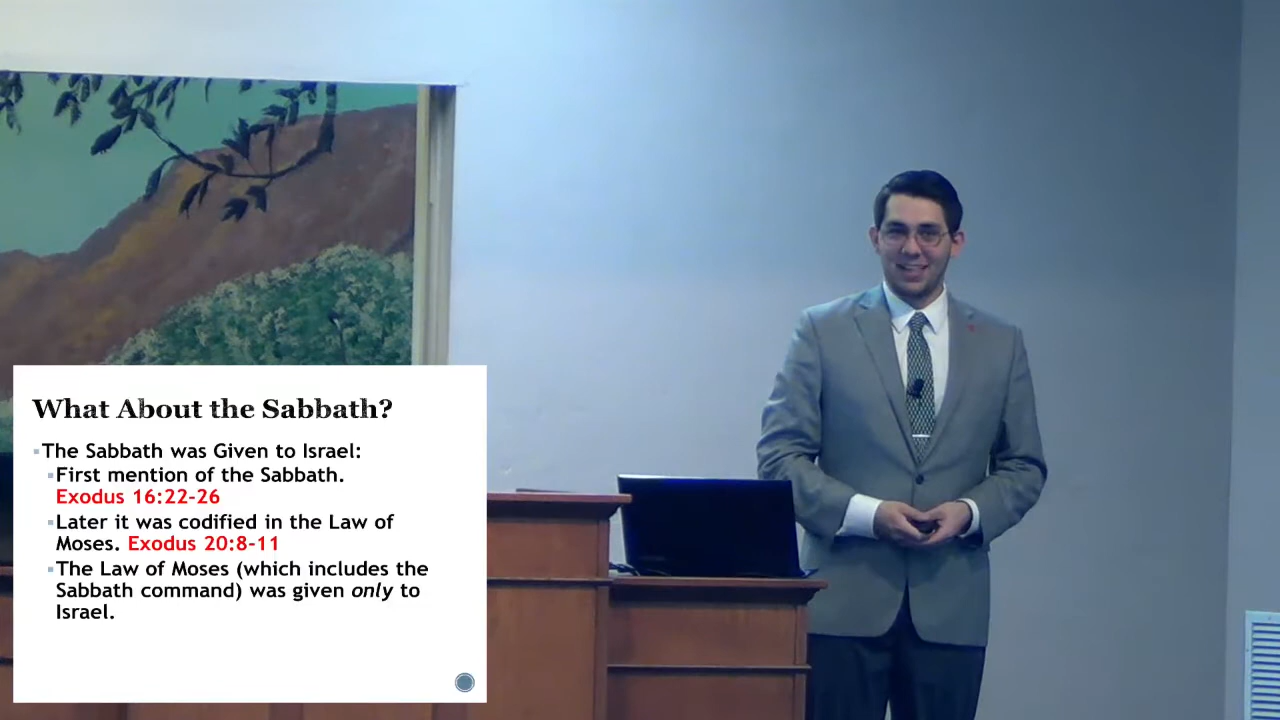 What About the Sabbath?
▪The Sabbath was Given to Israel:
▪First mention of the Sabbath.
Exodus 16:22-26
▪Later it was codified in the Law of
Moses. Exodus 20:8-11
▪The Law of Moses (which includes the
Sabbath command) was given only to
Israel.